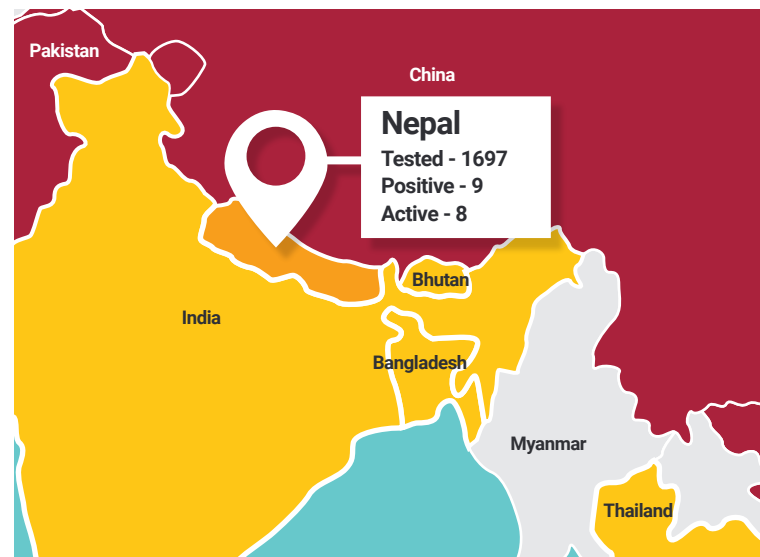 Pakistan
China
Nepal
Tested - 1697
Positive - 9
Active - 8
Bhutan
India
Bangladesh
Myanmar
Thailand